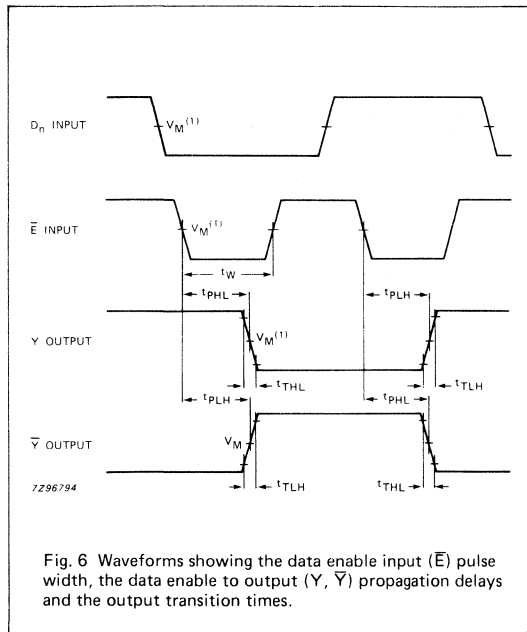 Dn INPUT
VM(1)
E̅ INPUT
VM(1)
tW
tPHL
tPLH
Y OUTPUT
VM(1)
tTHL
tTLH
tPLH
tPHL
Y̅ OUTPUT
VM
tTLH
tTHL
7Z96794
Fig. 6 Waveforms showing the data enable input (E̅) pulse
width, the data enable to output (Y, Y̅) propagation delays
and the output transition times.